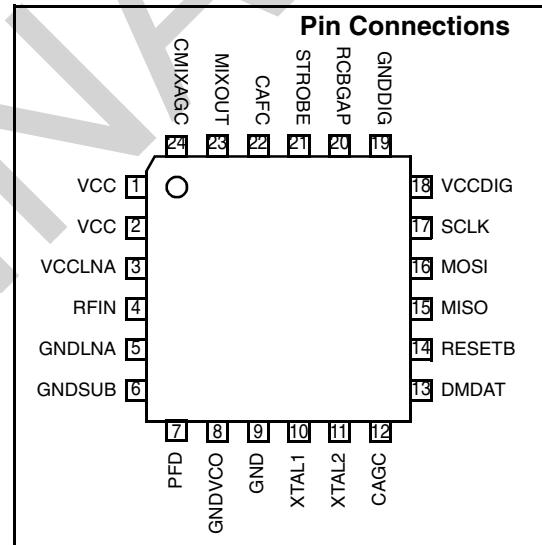 Pin Connections
CMIXAGC
MIXOUT
CAFC
STROBE
RCBGAP
GNDDIG
24
23
22
21
20
19
VCC 1
VCC 2
VCCLNA 3
RFIN 4
GNDLNA 5
GNDSUB 6
18 VCCDIG
17 SCLK
16 MOSI
15 MISO
14 RESETB
13 DMDAT
7
8
9
10
11
12
PFD
GNDVCO
GND
XTAL1
XTAL2
CAGC